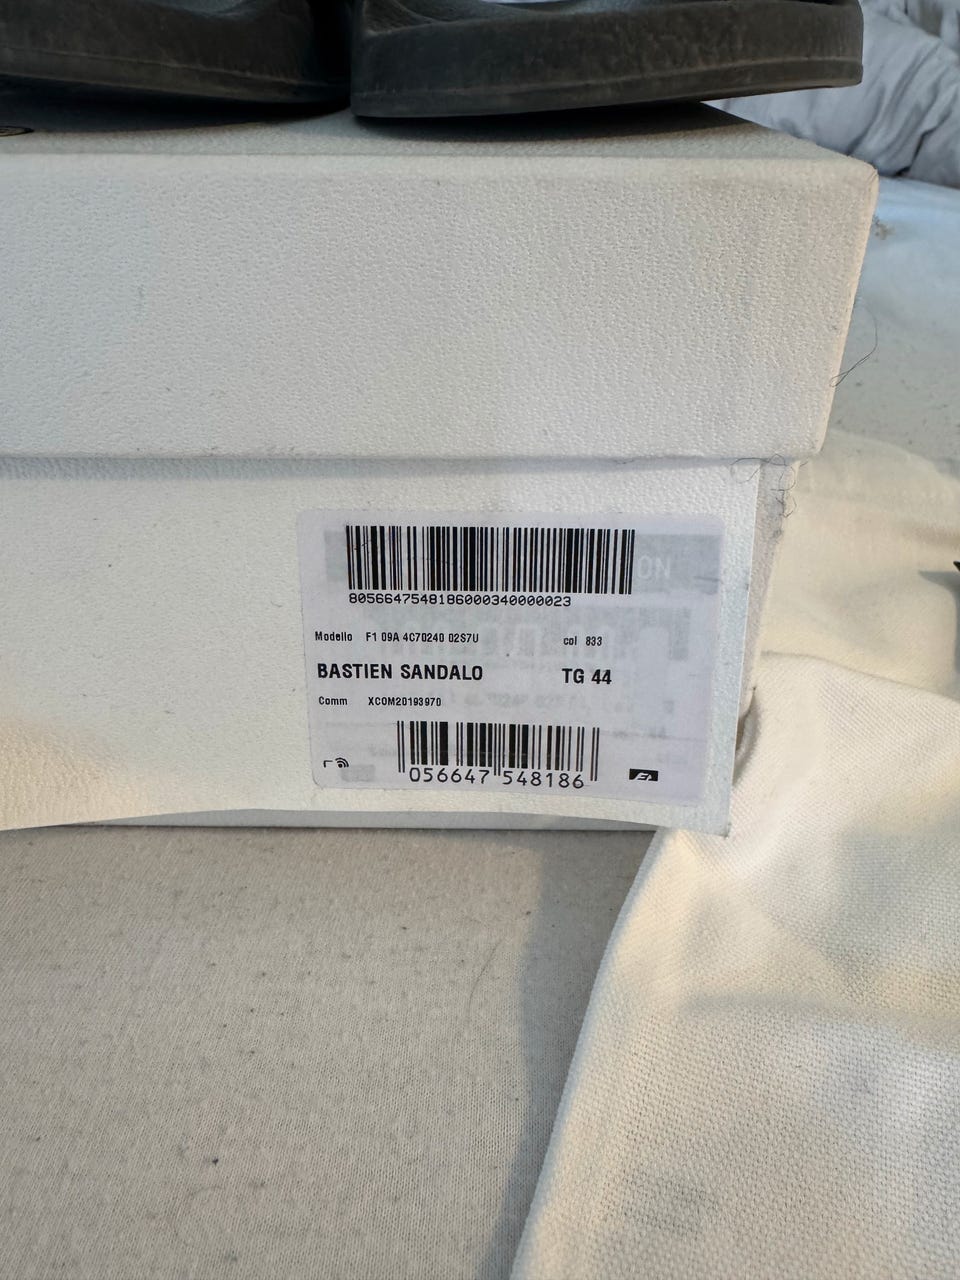 8056647548186000340000023
Modello F1 09A 4C70240 02S7U col 833
BASTIEN SANDALO TG 44
Comm XCOM20193970
056647 548186